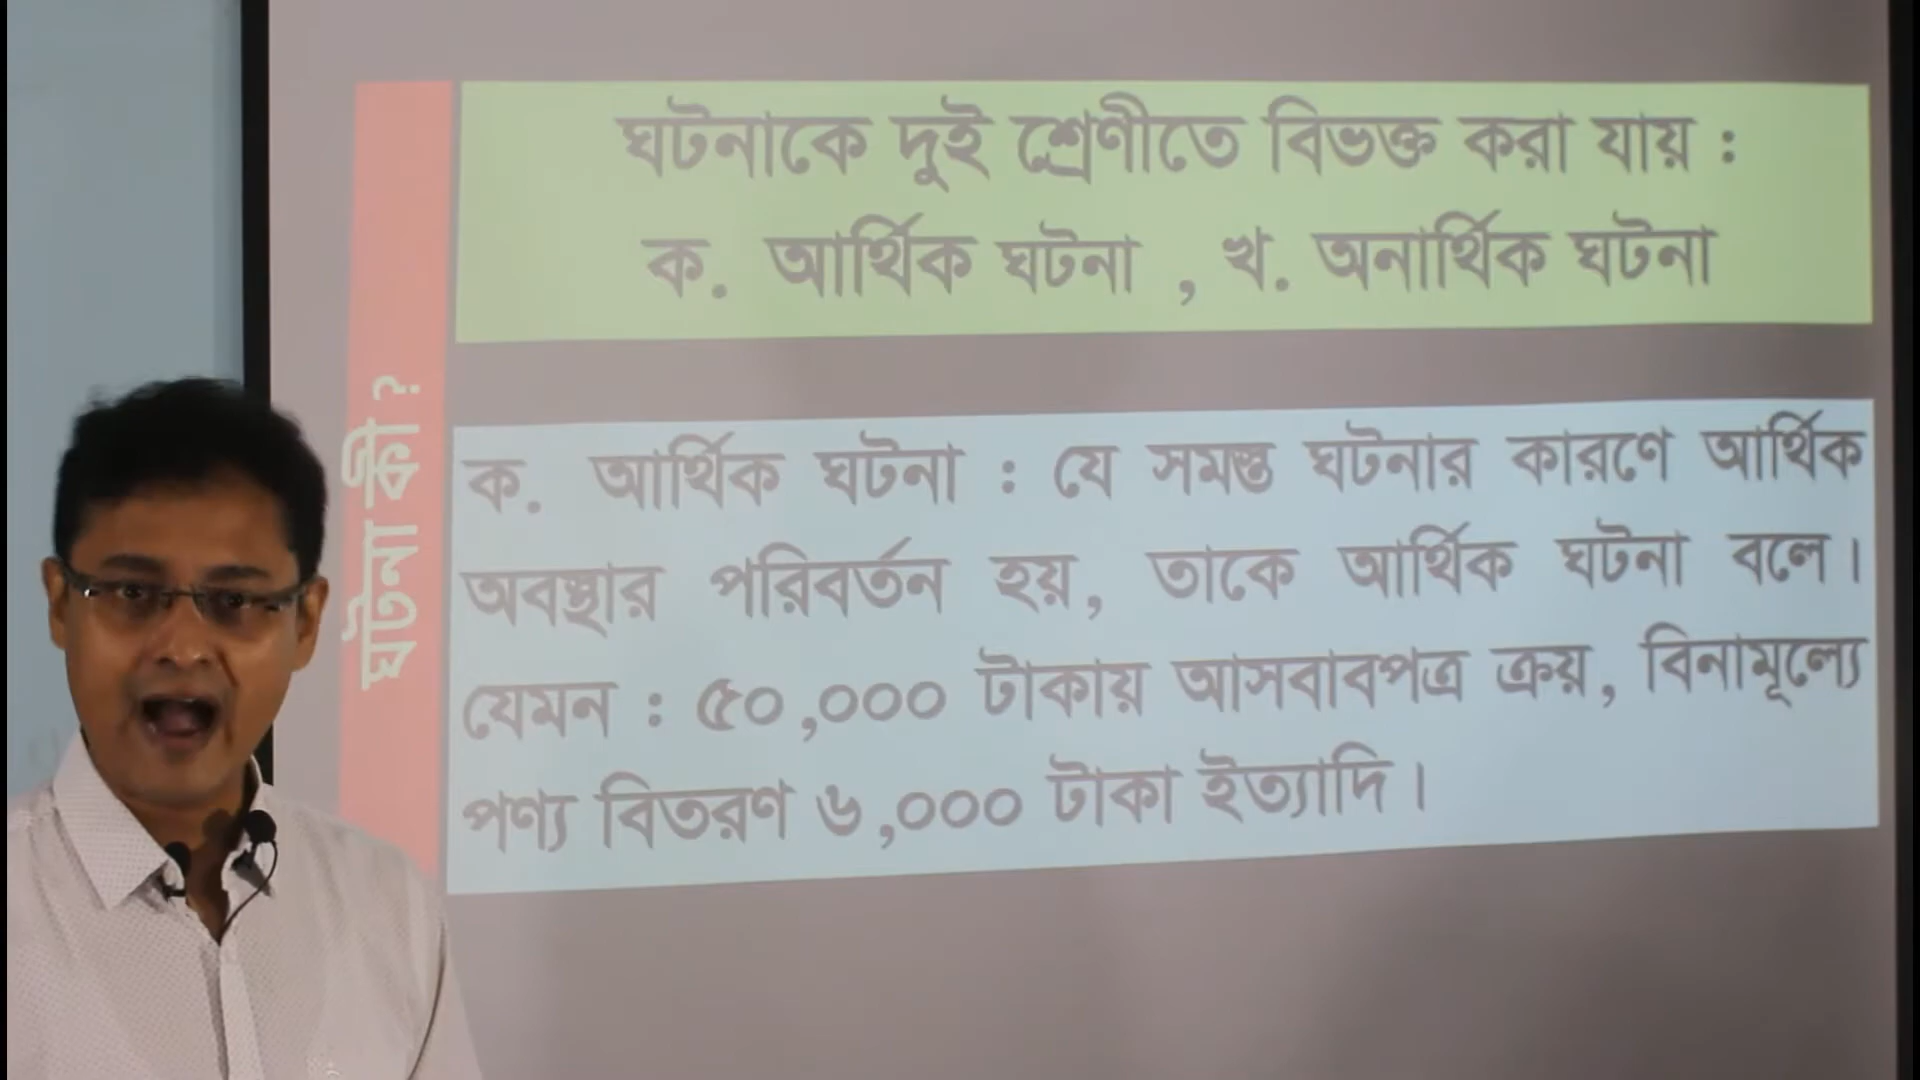 ঘটনা কী ?
ঘটনাকে দুই শ্রেণীতে বিভক্ত করা যায় :
ক. আর্থিক ঘটনা , খ. অনার্থিক ঘটনা
ক. আর্থিক ঘটনা : যে সমস্ত ঘটনার কারণে আর্থিক
অবস্থার পরিবর্তন হয়, তাকে আর্থিক ঘটনা বলে।
যেমন : ৫০,০০০ টাকায় আসবাবপত্র ক্রয়, বিনামূল্যে
পণ্য বিতরণ ৬,০০০ টাকা ইত্যাদি।